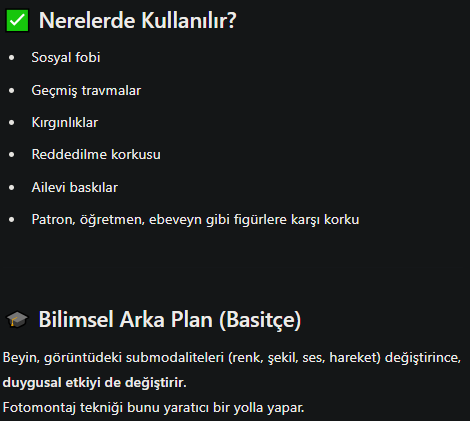 ✅ Nerelerde Kullanılır?
• Sosyal fobi
• Geçmiş travmalar
• Kırgınlıklar
• Reddedilme korkusu
• Ailevi baskılar
• Patron, öğretmen, ebeveyn gibi figürlere karşı korku
🎓 Bilimsel Arka Plan (Basitçe)
Beyin, görüntüdeki submodaliteleri (renk, şekil, ses, hareket) değiştirince,
duygusal etkiyi de değiştirir.
Fotomontaj tekniği bunu yaratıcı bir yolla yapar.